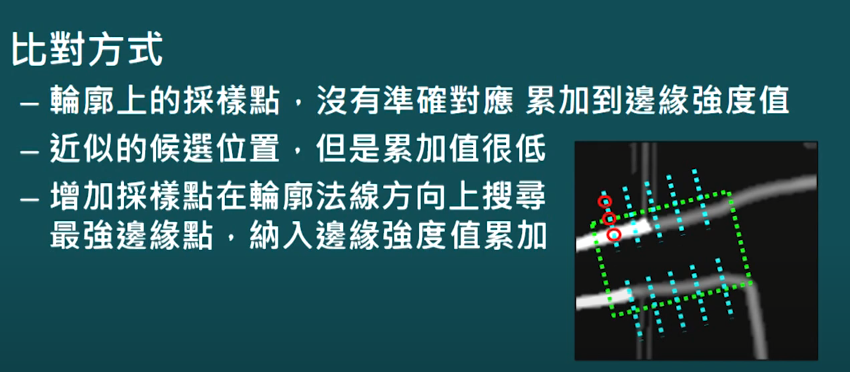 比對方式
– 輪廓上的採樣點，沒有準確對應 累加到邊緣強度值
– 近似的候選位置，但是累加值很低
– 增加採樣點在輪廓法線方向上搜尋
最強邊緣點，納入邊緣強度值累加